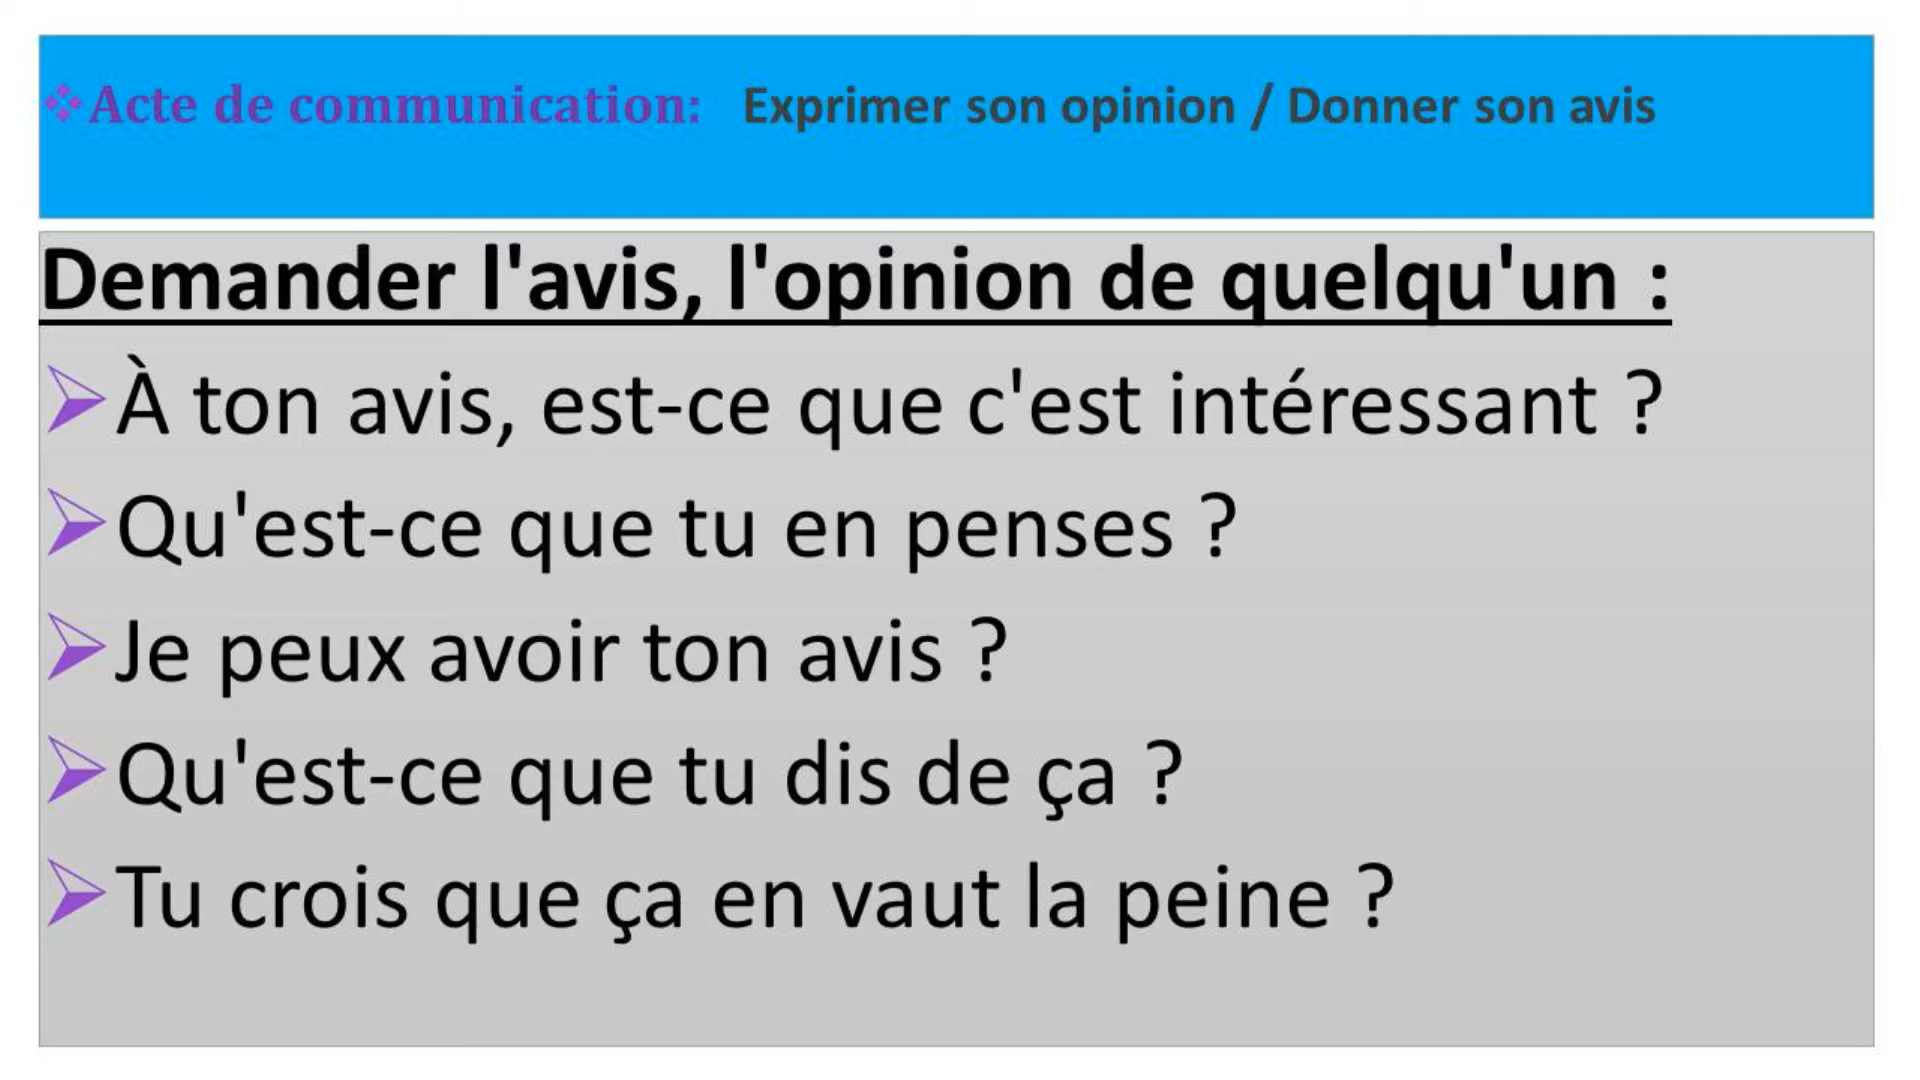 Acte de communication: Exprimer son opinion / Donner son avis
Demander l'avis, l'opinion de quelqu'un :
À ton avis, est-ce que c'est intéressant ?
Qu'est-ce que tu en penses ?
Je peux avoir ton avis ?
Qu'est-ce que tu dis de ça ?
Tu crois que ça en vaut la peine ?